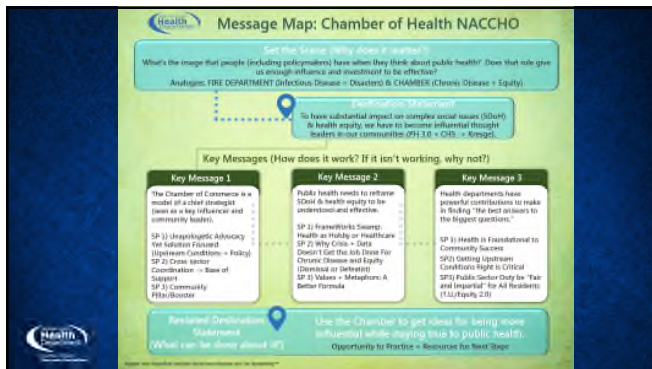 Health
Department
Message Map: Chamber of Health NACCHO
Set the Scene (Why does it matter?)
What's the image that people (including policymakers) have when they think about public health? Does that role give
us enough influence and investment to be effective?
Analogies: FIRE DEPARTMENT (Infectious Disease + Disasters) & CHAMBER (Chronic Disease + Equity)
Destination Statement
To have substantial impact on complex social issues (SDoH)
& health equity, we have to become influential thought
leaders in our communities (PH 3.0 + CHS → Kresge).
Key Messages (How does it work? If it isn't working, why not?)
Key Message 1
The Chamber of Commerce is a
model of a chief strategist
(seen as a key influencer and
community leader).
SP 1) Unapologetic Advocacy
Yet Solution Focused
(Upstream Conditions → Policy)
SP 2) Cross Sector
Coordination → Base of
Support
SP 3) Community
Pillar/Booster
Key Message 2
Public health needs to reframe
SDoH & health equity to be
understood and effective.
SP 1) FrameWorks Swamp:
Health as Hobby or Healthcare
SP 2) Why Crisis + Data
Doesn't Get the Job Done For
Chronic Disease and Equity
(Dismissal or Defeatist)
SP 3) Values + Metaphor: A
Better Formula
Key Message 3
Health departments have
powerful contributions to make
in finding "the best answers to
the biggest questions."
SP 1) Health is Foundational to
Community Success
SP2) Getting Upstream
Conditions Right is Critical
SP3) Public Sector Duty be "Fair
and Impartial" for All Residents
Restated Destination
Statement
(What can be done about it?)
Use the Chamber to get ideas for being more
influential while staying true to public health.
Opportunity to Practice + Resources for Next Steps
Health
Department